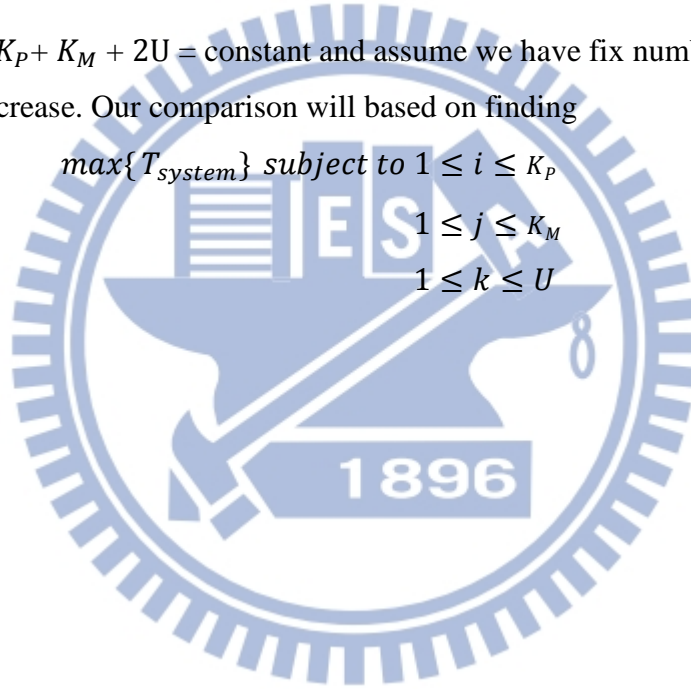 K_P + K_M + 2U = constant and assume we have fix num
crease. Our comparison will based on finding
max{T_system} subject to 1 ≤ i ≤ K_P
1 ≤ j ≤ K_M
1 ≤ k ≤ U
E S
1896